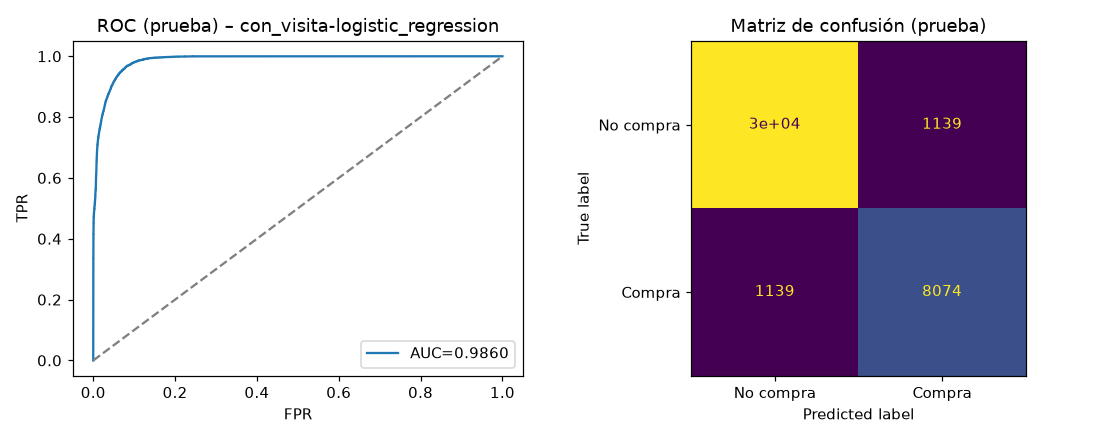 ROC (prueba) – con_visita-logistic_regression
1.0
0.8
0.6
0.4
0.2
0.0
TPR
0.0 0.2 0.4 0.6 0.8 1.0
FPR
AUC=0.9860
Matriz de confusión (prueba)
True label
No compra
3e+04 1139
Compra
1139 8074
No compra Compra
Predicted label